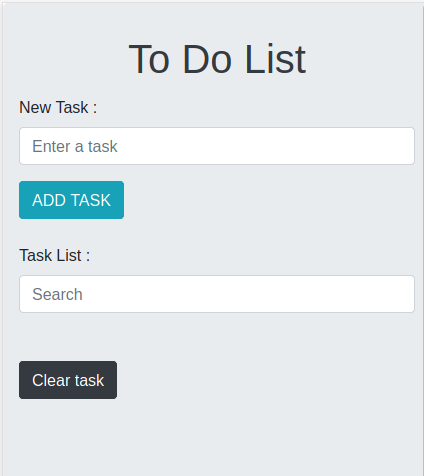 To Do List
New Task :
Enter a task
ADD TASK
Task List :
Search
Clear task